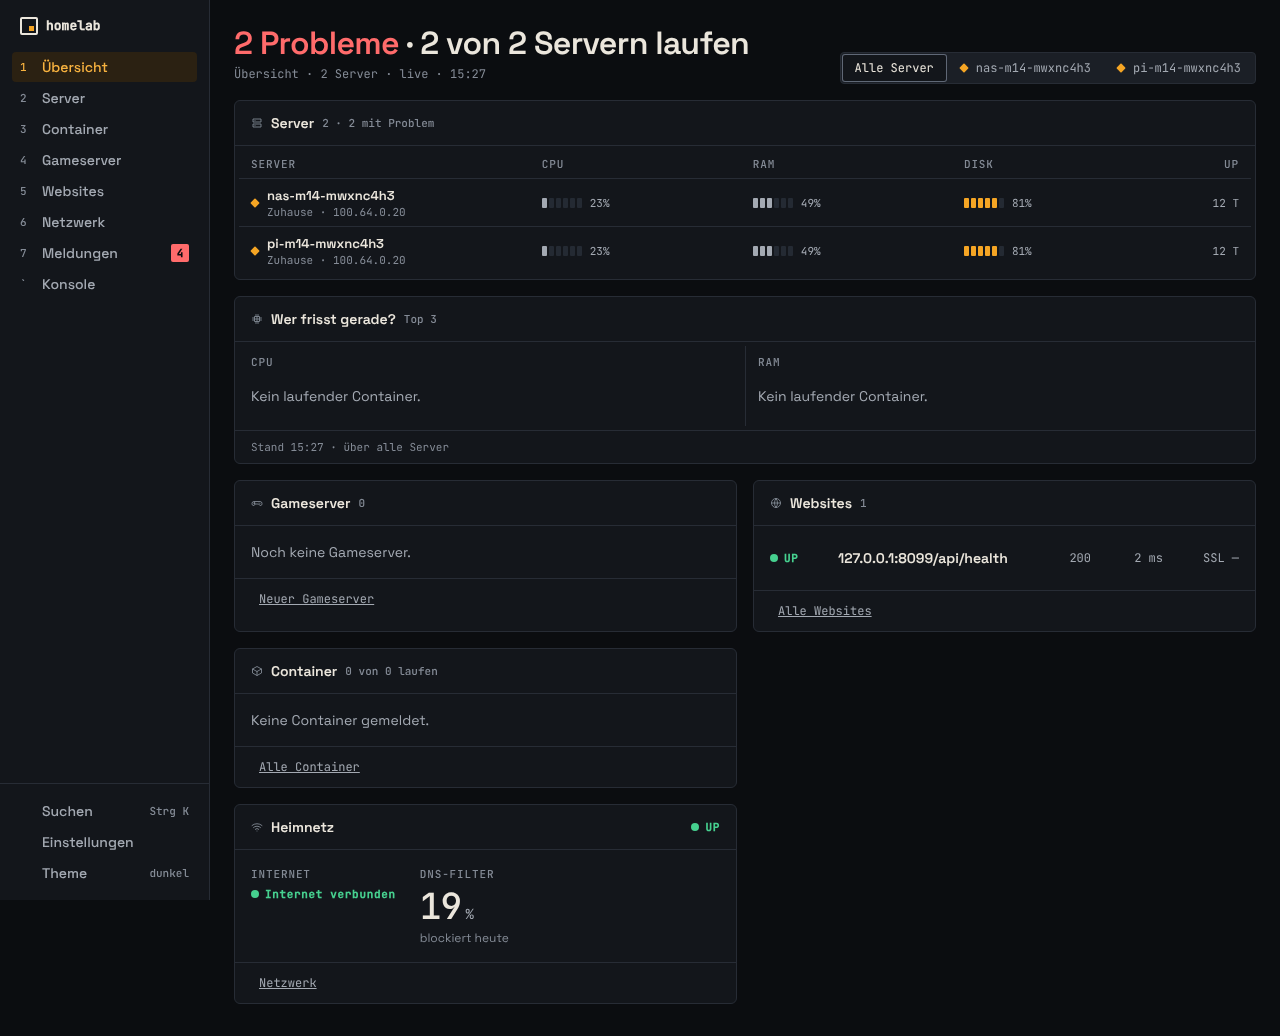 homelab
1 Übersicht
2 Server
3 Container
4 Gameserver
5 Websites
6 Netzwerk
7 Meldungen 4
` Konsole
Suchen Strg K
Einstellungen
Theme dunkel
2 Probleme · 2 von 2 Servern laufen
Übersicht · 2 Server · live · 15:27
Alle Server nas-m14-mwxnc4h3 pi-m14-mwxnc4h3
Server 2 · 2 mit Problem
SERVER CPU RAM DISK UP
nas-m14-mwxnc4h3
Zuhause · 100.64.0.20
23% 49% 81% 12 T
pi-m14-mwxnc4h3
Zuhause · 100.64.0.20
23% 49% 81% 12 T
Wer frisst gerade? Top 3
CPU
Kein laufender Container.
RAM
Kein laufender Container.
Stand 15:27 · über alle Server
Gameserver 0
Noch keine Gameserver.
Neuer Gameserver
Websites 1
UP 127.0.0.1:8099/api/health 200 2 ms SSL —
Alle Websites
Container 0 von 0 laufen
Keine Container gemeldet.
Alle Container
Heimnetz UP
INTERNET
Internet verbunden
DNS-FILTER
19 %
blockiert heute
Netzwerk